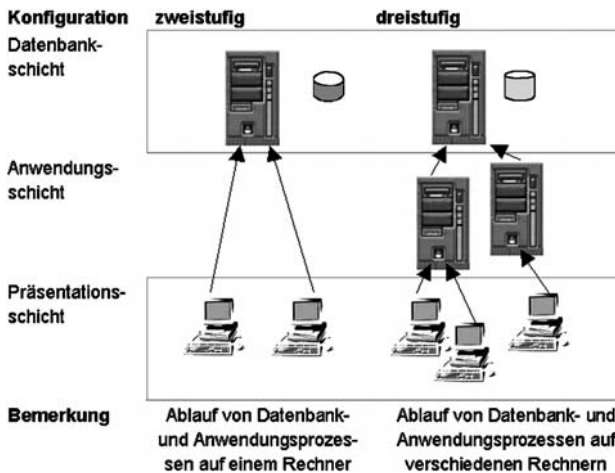 Konfiguration zweistufig dreistufig
Datenbank-
schicht
Anwendungs-
schicht
Präsentations-
schicht
Bemerkung Ablauf von Datenbank- Ablauf von Datenbank- und
und Anwendungsprozes- Anwendungsprozessen auf
sen auf einem Rechner verschiedenen Rechnern